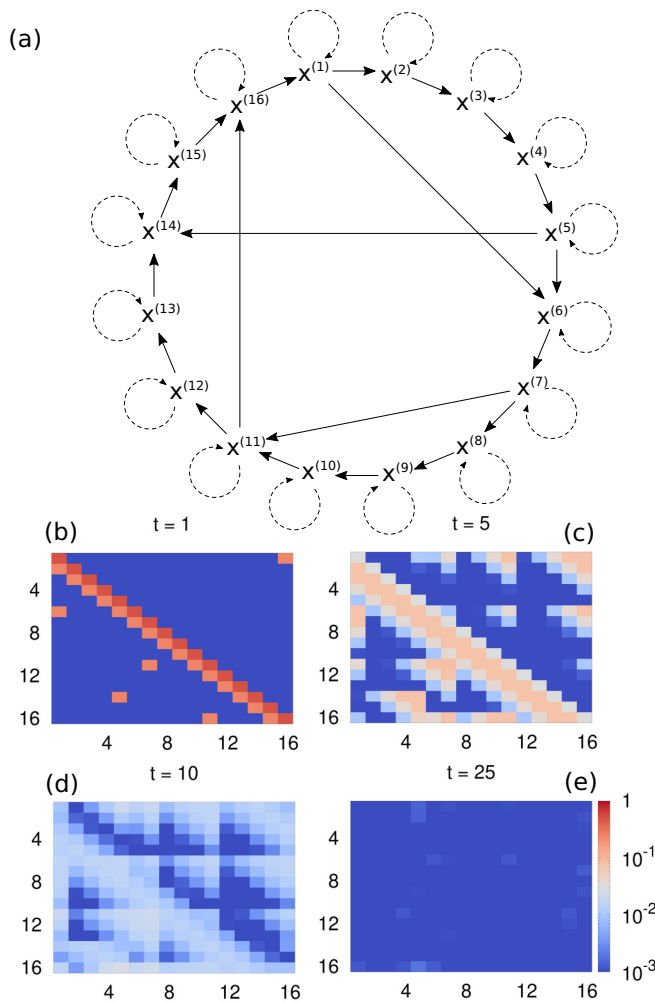 (a)
x(1)
x(2)
x(3)
x(4)
x(5)
x(6)
x(7)
x(8)
x(9)
x(10)
x(11)
x(12)
x(13)
x(14)
x(15)
x(16)
(b)
t = 1
t = 5
(c)
4
8
12
16
4 8 12 16
4
8
12
16
4 8 12 16
(d)
t = 10
t = 25
(e)
4
8
12
16
4 8 12 16
4
8
12
16
4 8 12 16
1
10-1
10-2
10-3